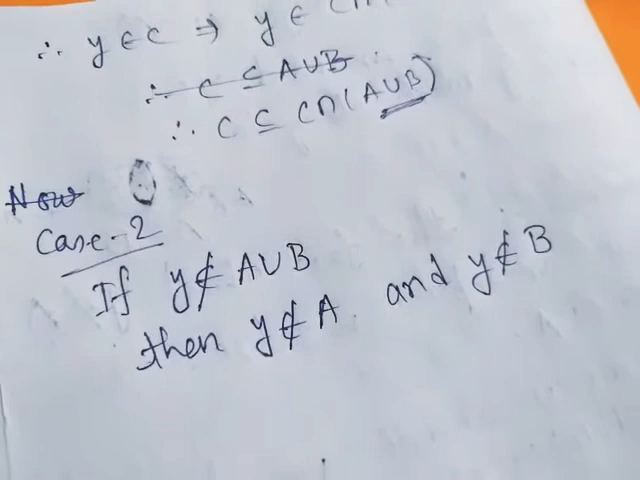 ∴ y ∈ C ⇒ y ∈ C∩
∴ C ⊆ A∪B
∴ C ⊆ C∩(A∪B)
Now
Case-2
If y ∉ A∪B
then y ∉ A and y ∉ B